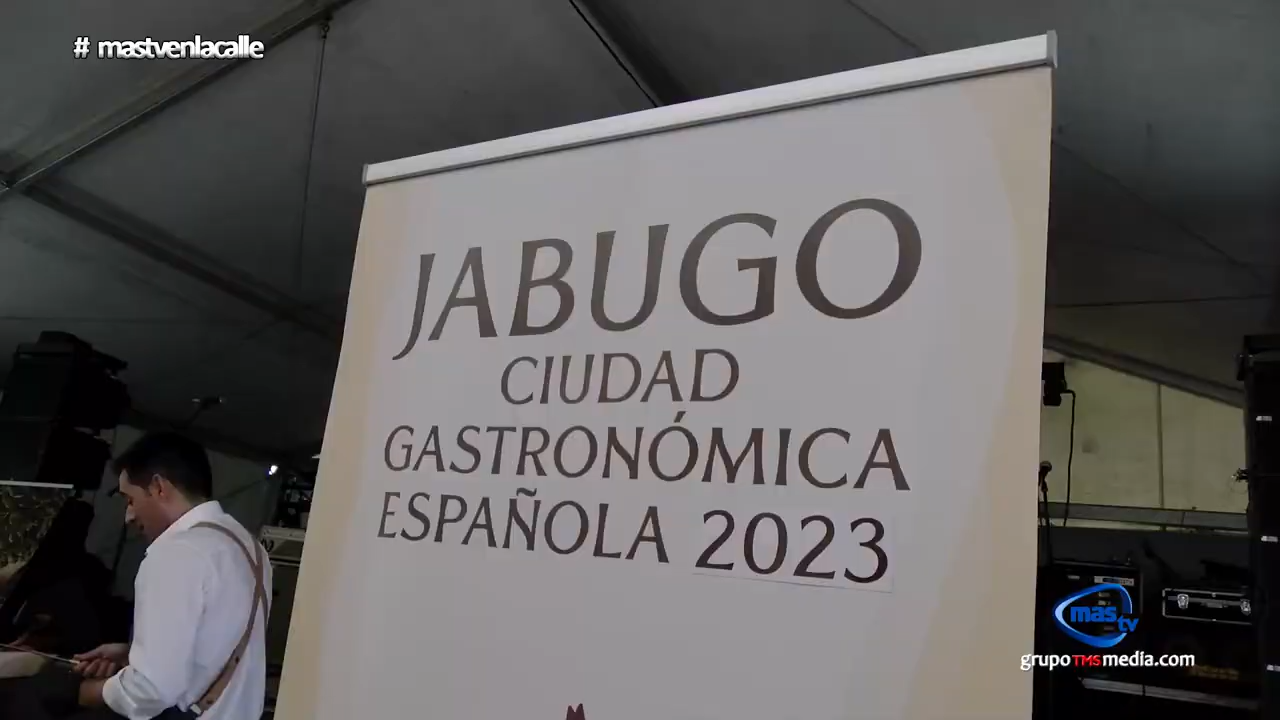 # mastvenlacalle
JABUGO
CIUDAD
GASTRONÓMICA
ESPAÑOLA 2023
mas tv
grupoTMSmedia.com